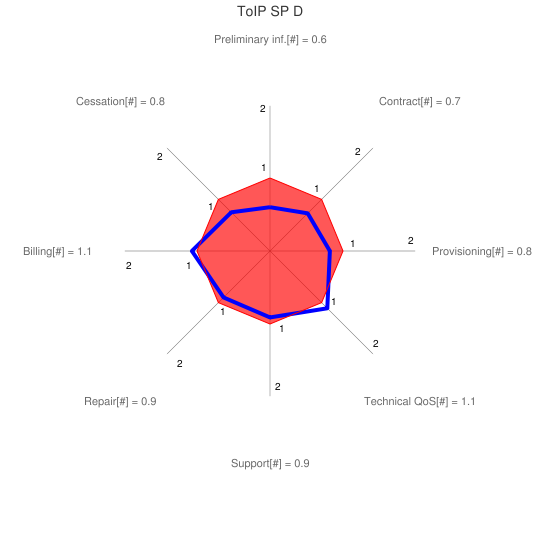 ToIP SP D
Preliminary inf.[#] = 0.6
Cessation[#] = 0.8
Contract[#] = 0.7
2
2
2
1
1
1
Billing[#] = 1.1
2
1
1
2
Provisioning[#] = 0.8
1
1
1
2
2
2
Repair[#] = 0.9
Technical QoS[#] = 1.1
Support[#] = 0.9